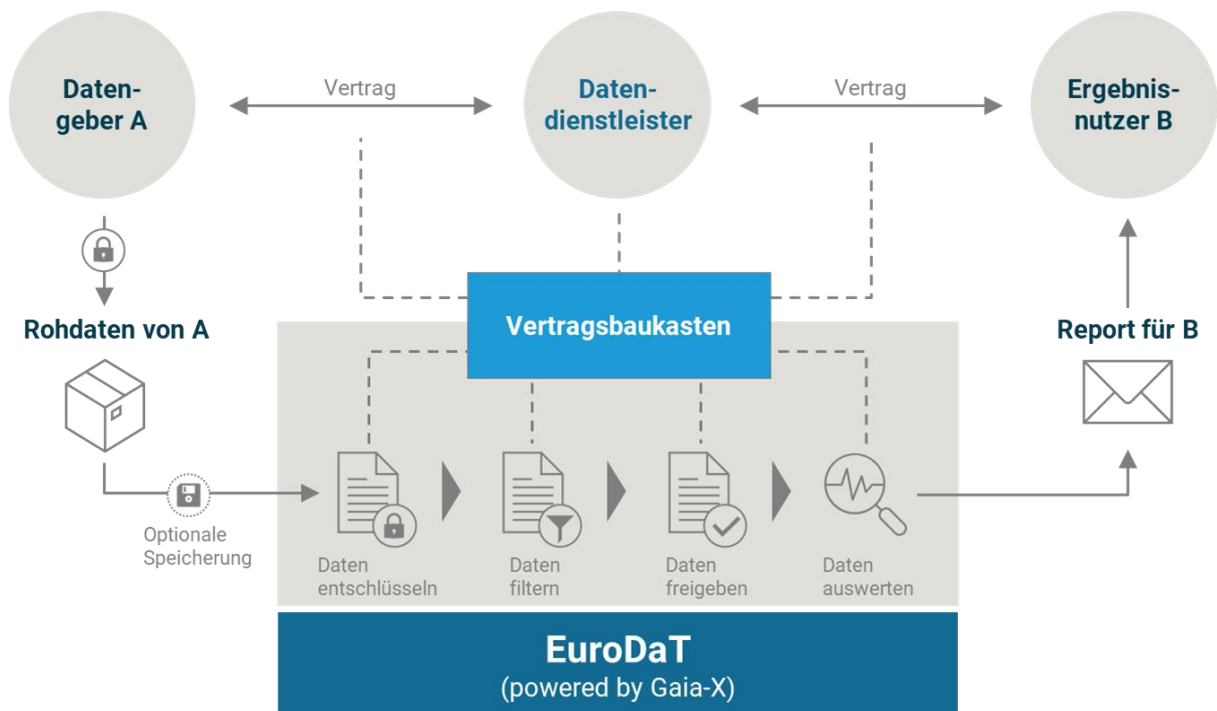 Daten-
geber A
Vertrag
Daten-
dienstleister
Vertrag
Ergebnis-
nutzer B
Rohdaten von A
Vertragsbaukasten
Report für B
Optionale
Speicherung
Daten
entschlüsseln
Daten
filtern
Daten
freigeben
Daten
auswerten
EuroDaT
(powered by Gaia-X)